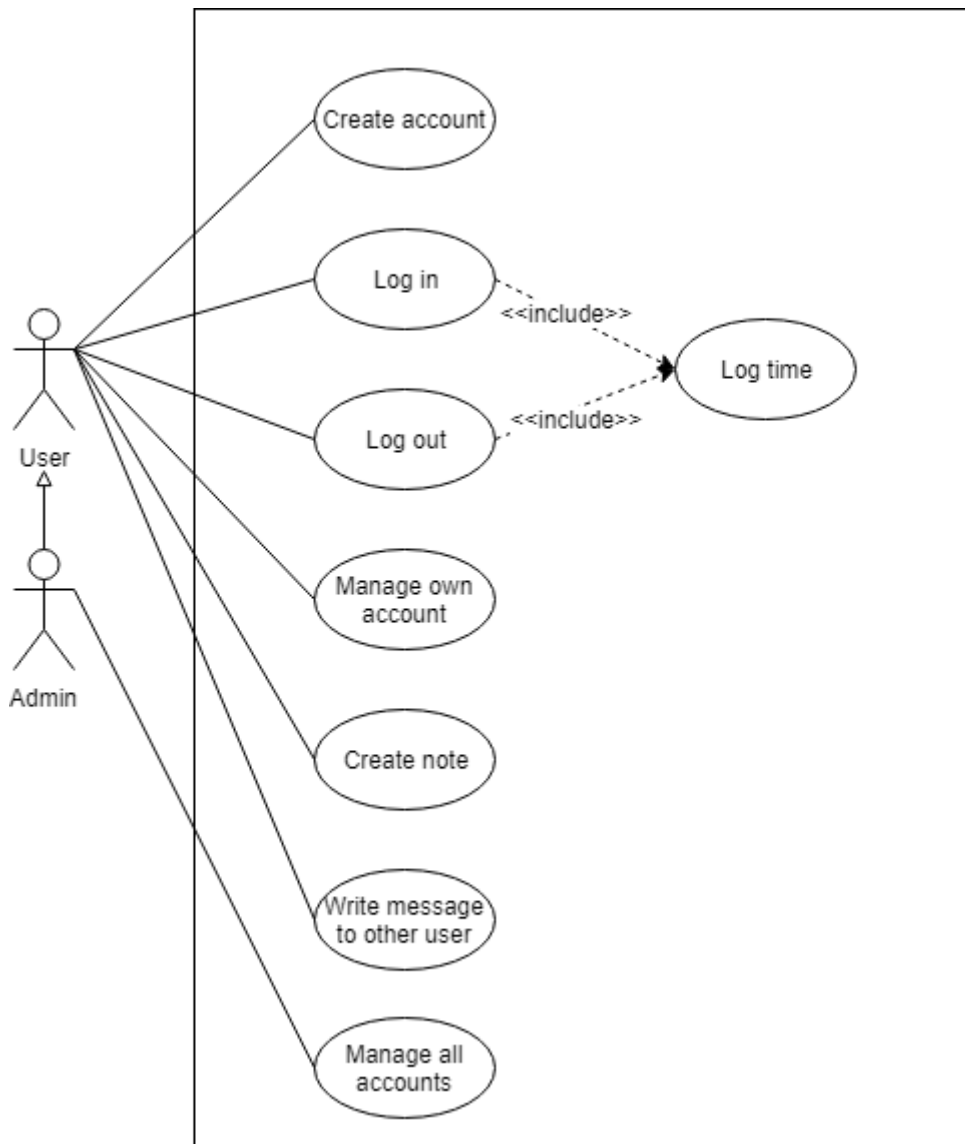 Create account
Log in
<<include>>
Log time
<<include>>
Log out
User
Manage own
account
Admin
Create note
Write message
to other user
Manage all
accounts